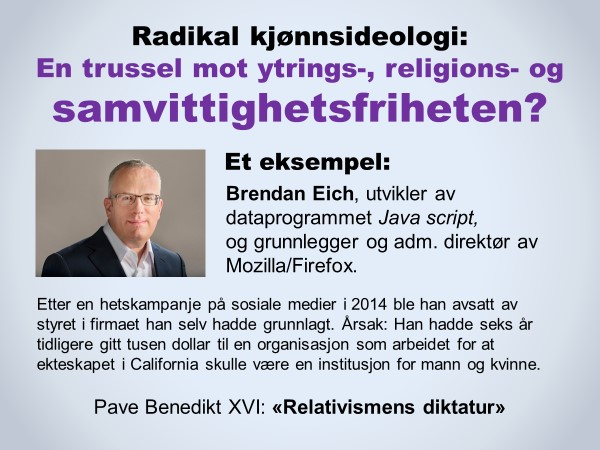 Radikal kjønnsideologi:
En trussel mot ytrings-, religions- og
samvittighetsfriheten?
Et eksempel:
Brendan Eich, utvikler av
dataprogrammet Java script,
og grunnlegger og adm. direktør av
Mozilla/Firefox.
Etter en hetskampanje på sosiale medier i 2014 ble han avsatt av
styret i firmaet han selv hadde grunnlagt. Årsak: Han hadde seks år
tidligere gitt tusen dollar til en organisasjon som arbeidet for at
ekteskapet i California skulle være en institusjon for mann og kvinne.
Pave Benedikt XVI: «Relativismens diktatur»